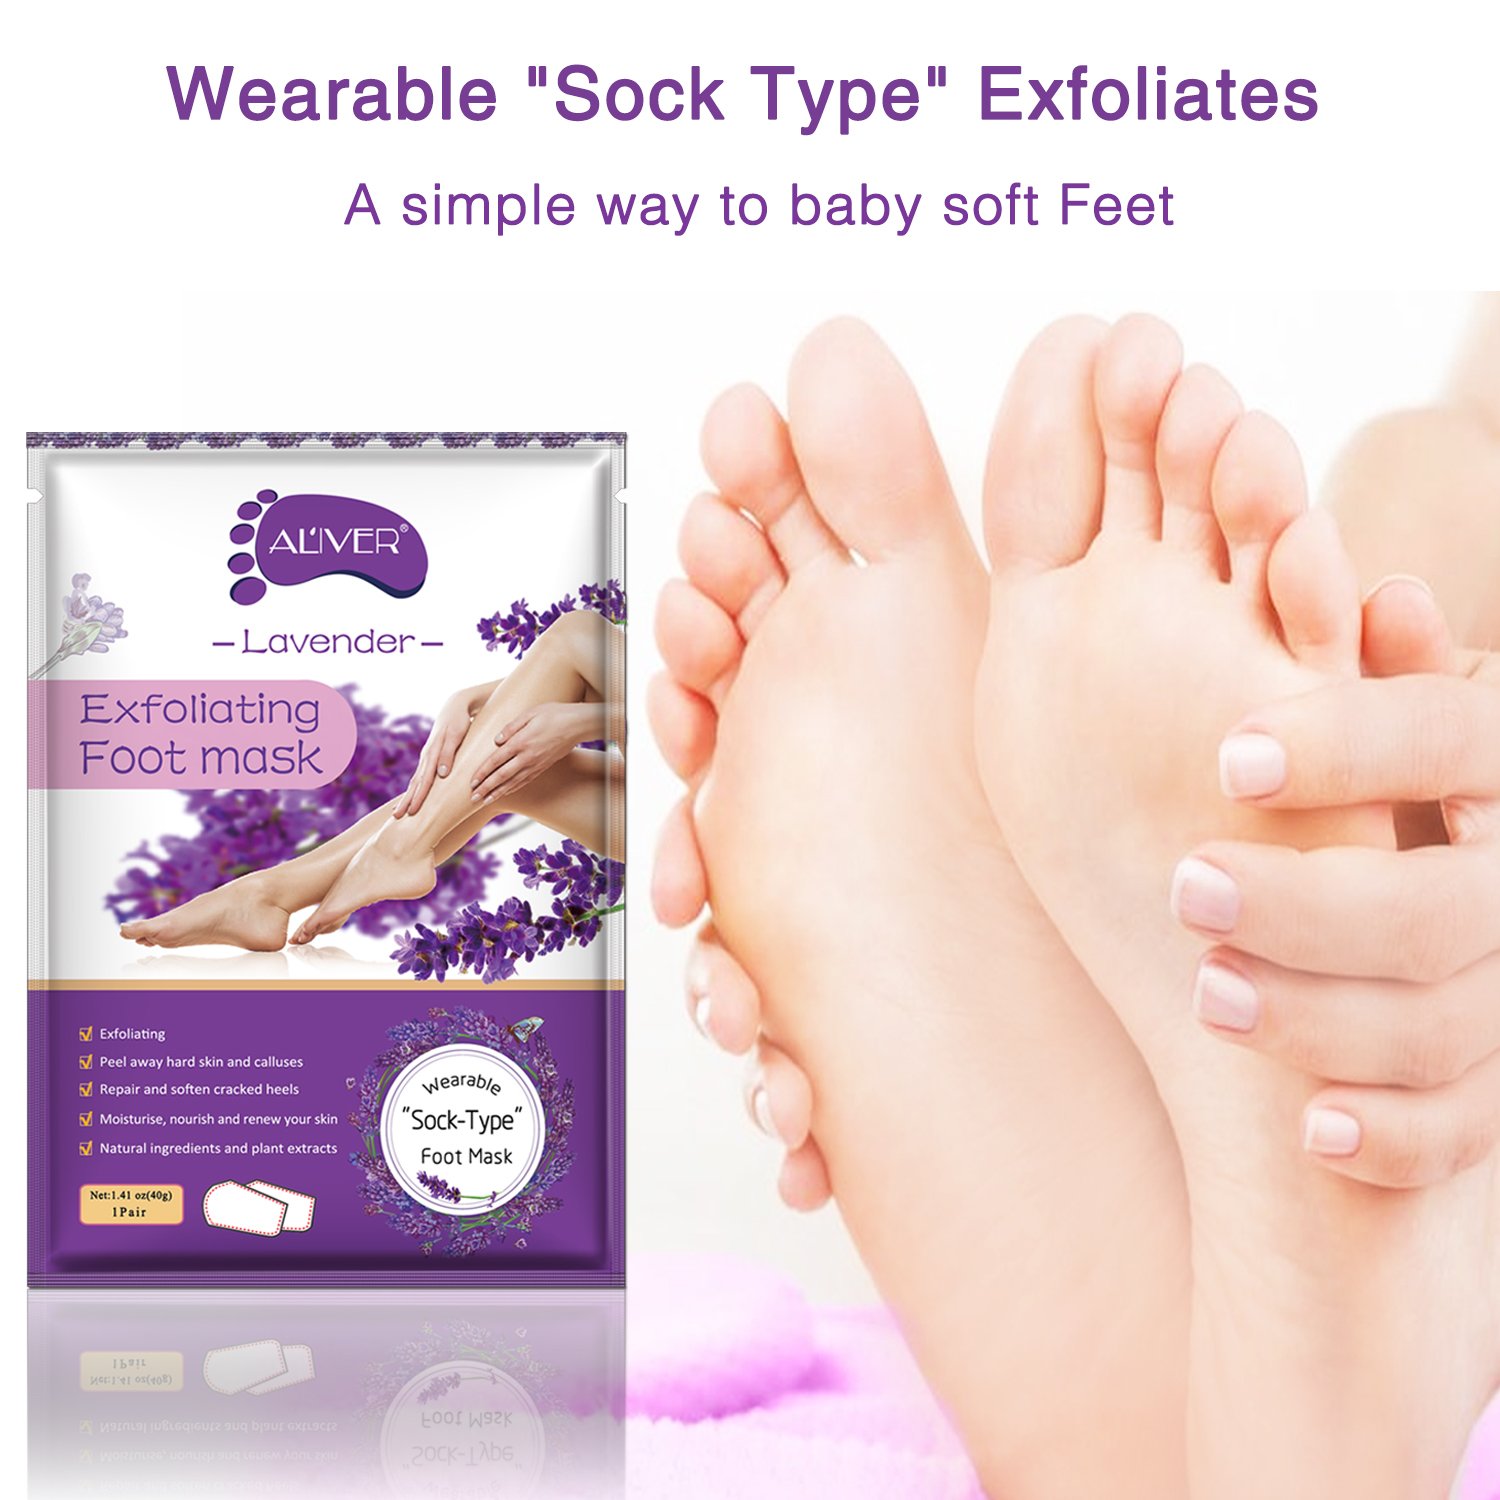 Wearable "Sock Type" Exfoliates
A simple way to baby soft Feet
AL'IVER®
– Lavender –
Exfoliating
Foot mask
Exfoliating
Peel away hard skin and calluses
Repair and soften cracked heels
Moisturise, nourish and renew your skin
Natural ingredients and plant extracts
Net:1.41 oz(40g)
1Pair
Wearable
"Sock-Type"
Foot Mask